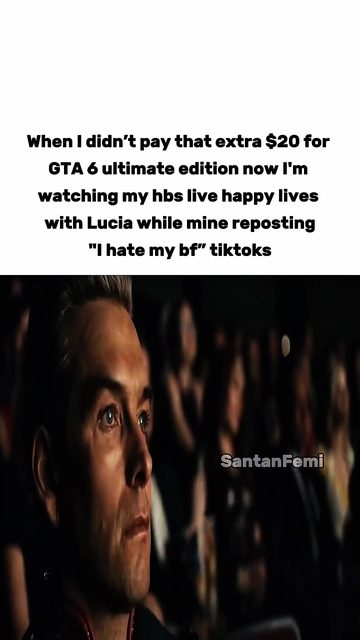 When I didn’t pay that extra $20 for
GTA 6 ultimate edition now I'm
watching my hbs live happy lives
with Lucia while mine reposting
"I hate my bf” tiktoks
SantanFemi